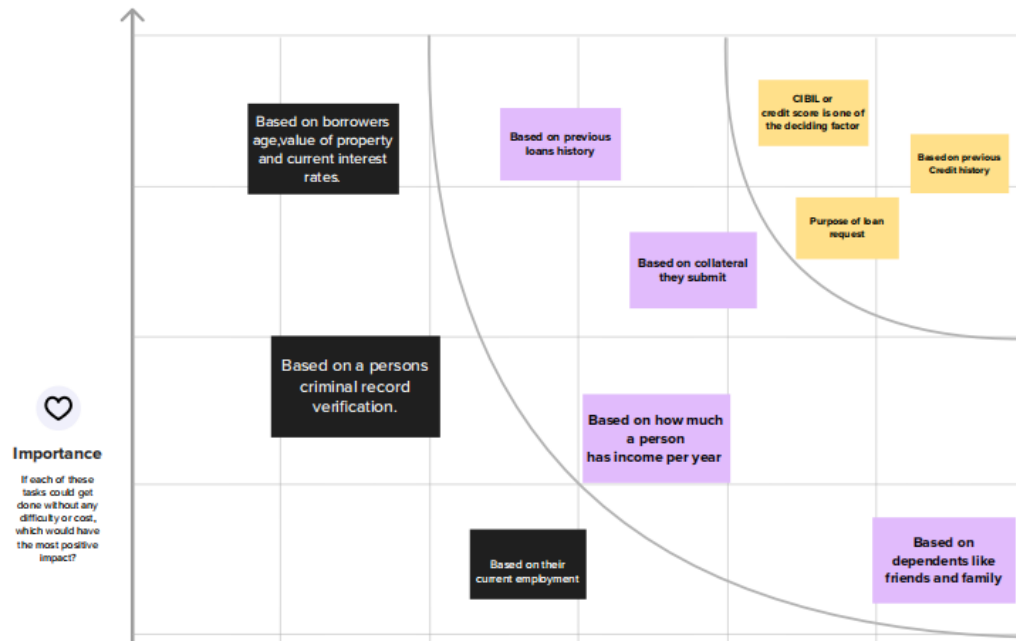 Based on borrowers
age,value of property
and current interest
rates.
Based on previous
loans history
CIBIL or
credit score is one of
the deciding factor
Based on previous
Credit history
Purpose of loan
request
Based on collateral
they submit
Based on a persons
criminal record
verification.
Based on how much
a person
has income per year
Importance
If each of these
tasks could get
done without any
difficulty or cost,
which would have
the most positive
impact?
Based on their
current employment
Based on
dependents like
friends and family